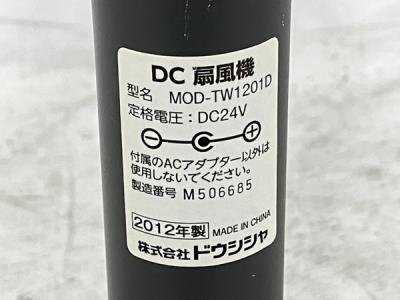 DC 扇風機
型名 MOD-TW1201D
定格電圧：DC24V
付属のACアダプター以外は
使用しないでください。
製造番号 M506685
2012年製 MADE IN CHINA
株式会社 ドウシシャ